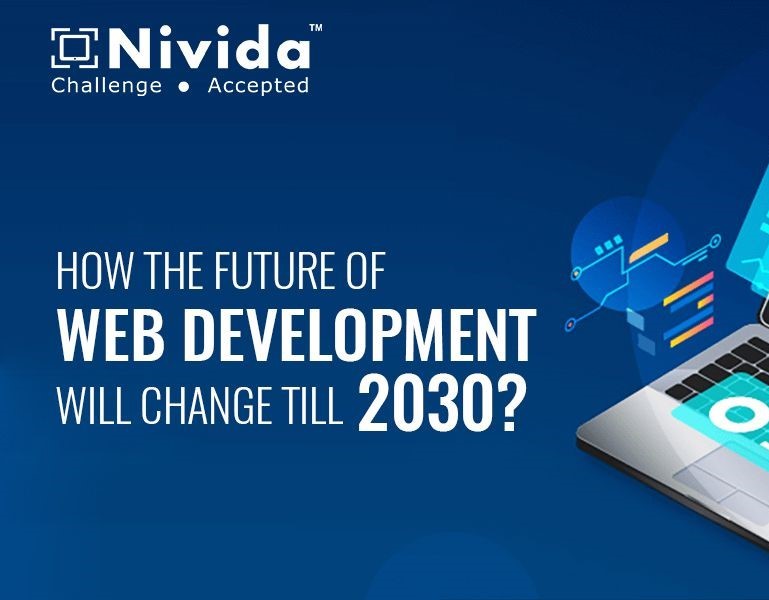 Nivida™
Challenge ● Accepted
HOW THE FUTURE OF
WEB DEVELOPMENT
WILL CHANGE TILL 2030?